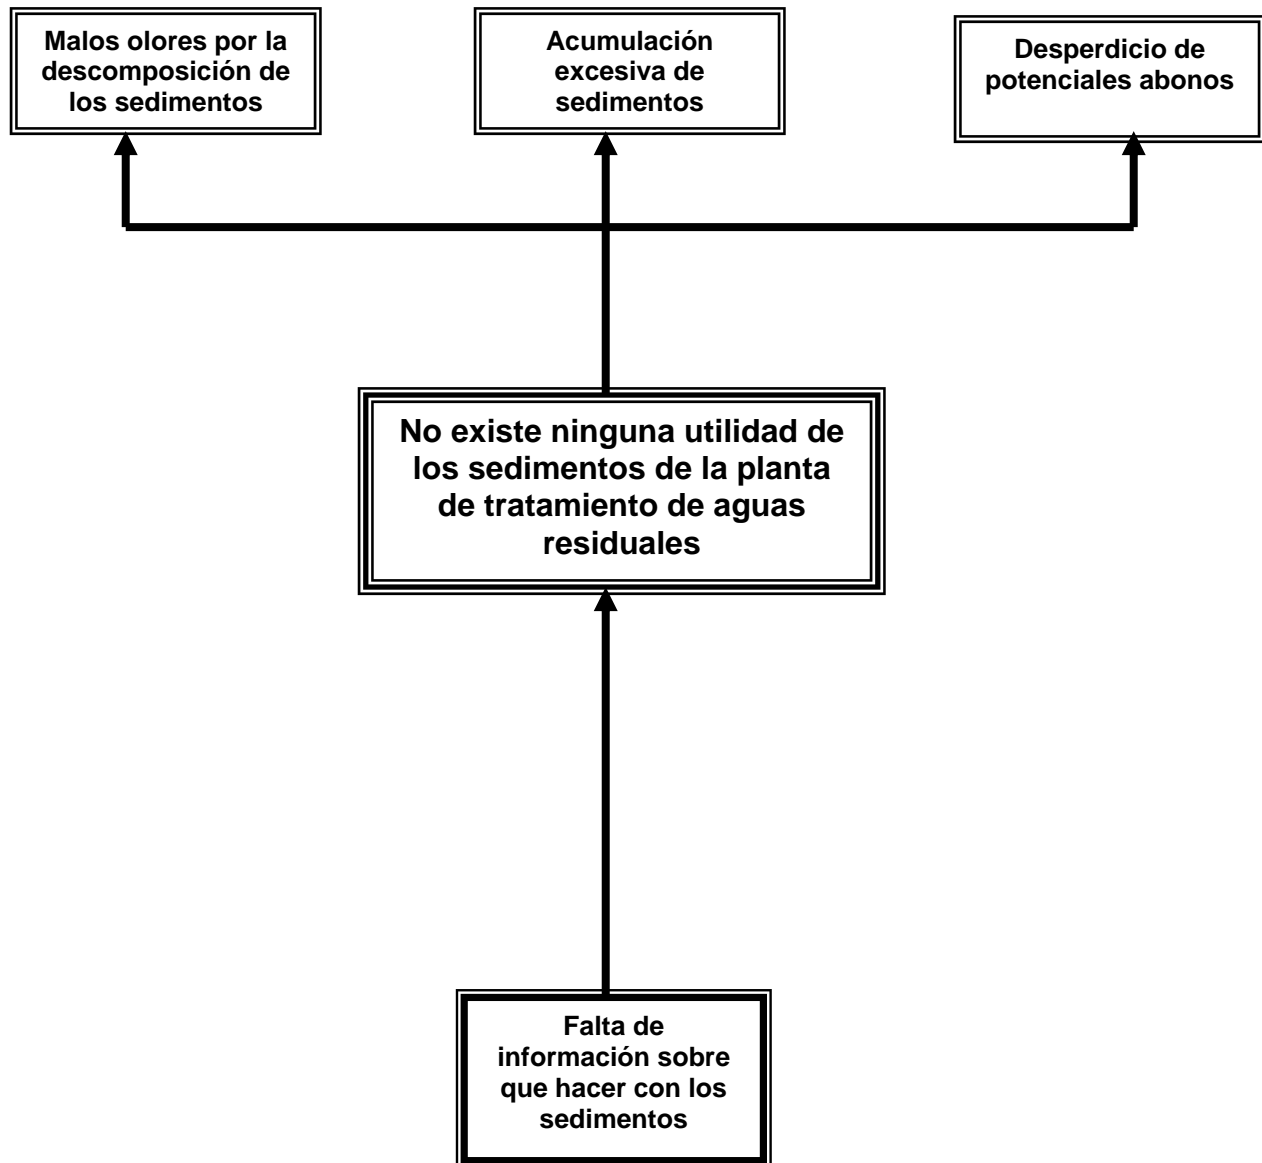 Malos olores por la
descomposición de
los sedimentos
Acumulación
excesiva de
sedimentos
Desperdicio de
potenciales abonos
No existe ninguna utilidad de
los sedimentos de la planta
de tratamiento de aguas
residuales
Falta de
información sobre
que hacer con los
sedimentos